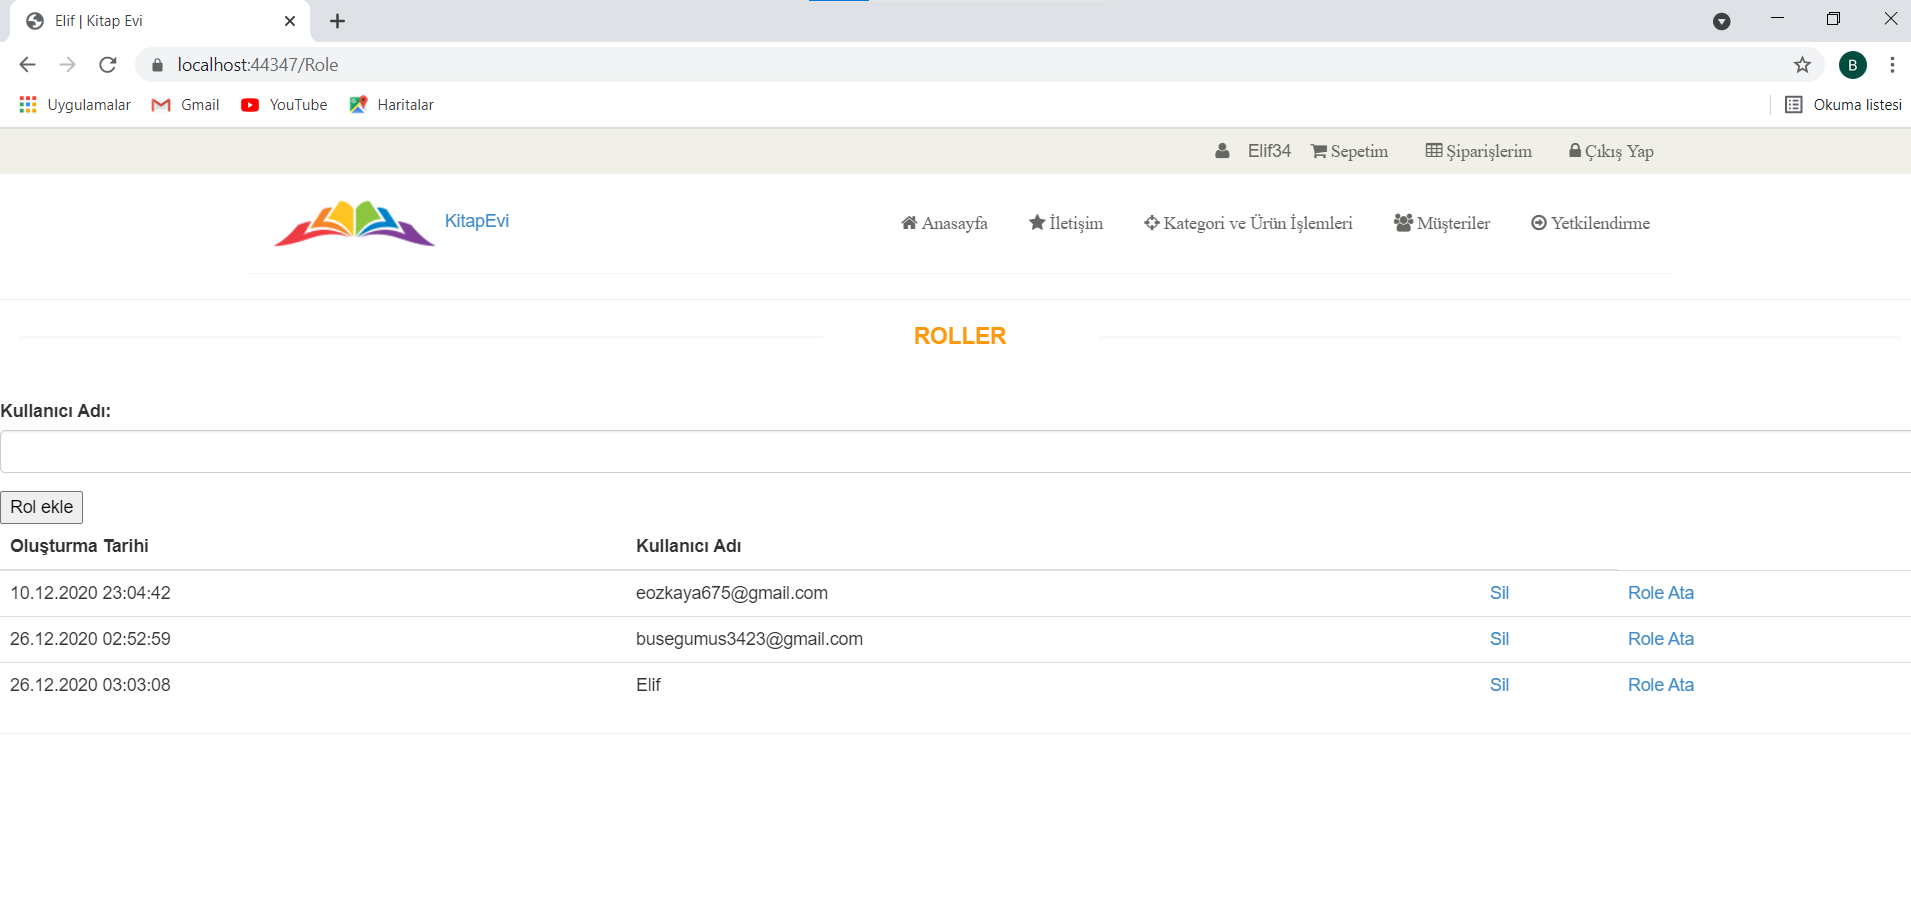 Elif | Kitap Evi
localhost:44347/Role
B
Uygulamalar Gmail YouTube Haritalar Okuma listesi
Elif34 Sepetim Şiparişlerim Çıkış Yap
KitapEvi Anasayfa İletişim Kategori ve Ürün İşlemleri Müşteriler Yetkilendirme
ROLLER
Kullanıcı Adı:
Rol ekle
Oluşturma Tarihi Kullanıcı Adı
10.12.2020 23:04:42 eozkaya675@gmail.com Sil Role Ata
26.12.2020 02:52:59 busegumus3423@gmail.com Sil Role Ata
26.12.2020 03:03:08 Elif Sil Role Ata